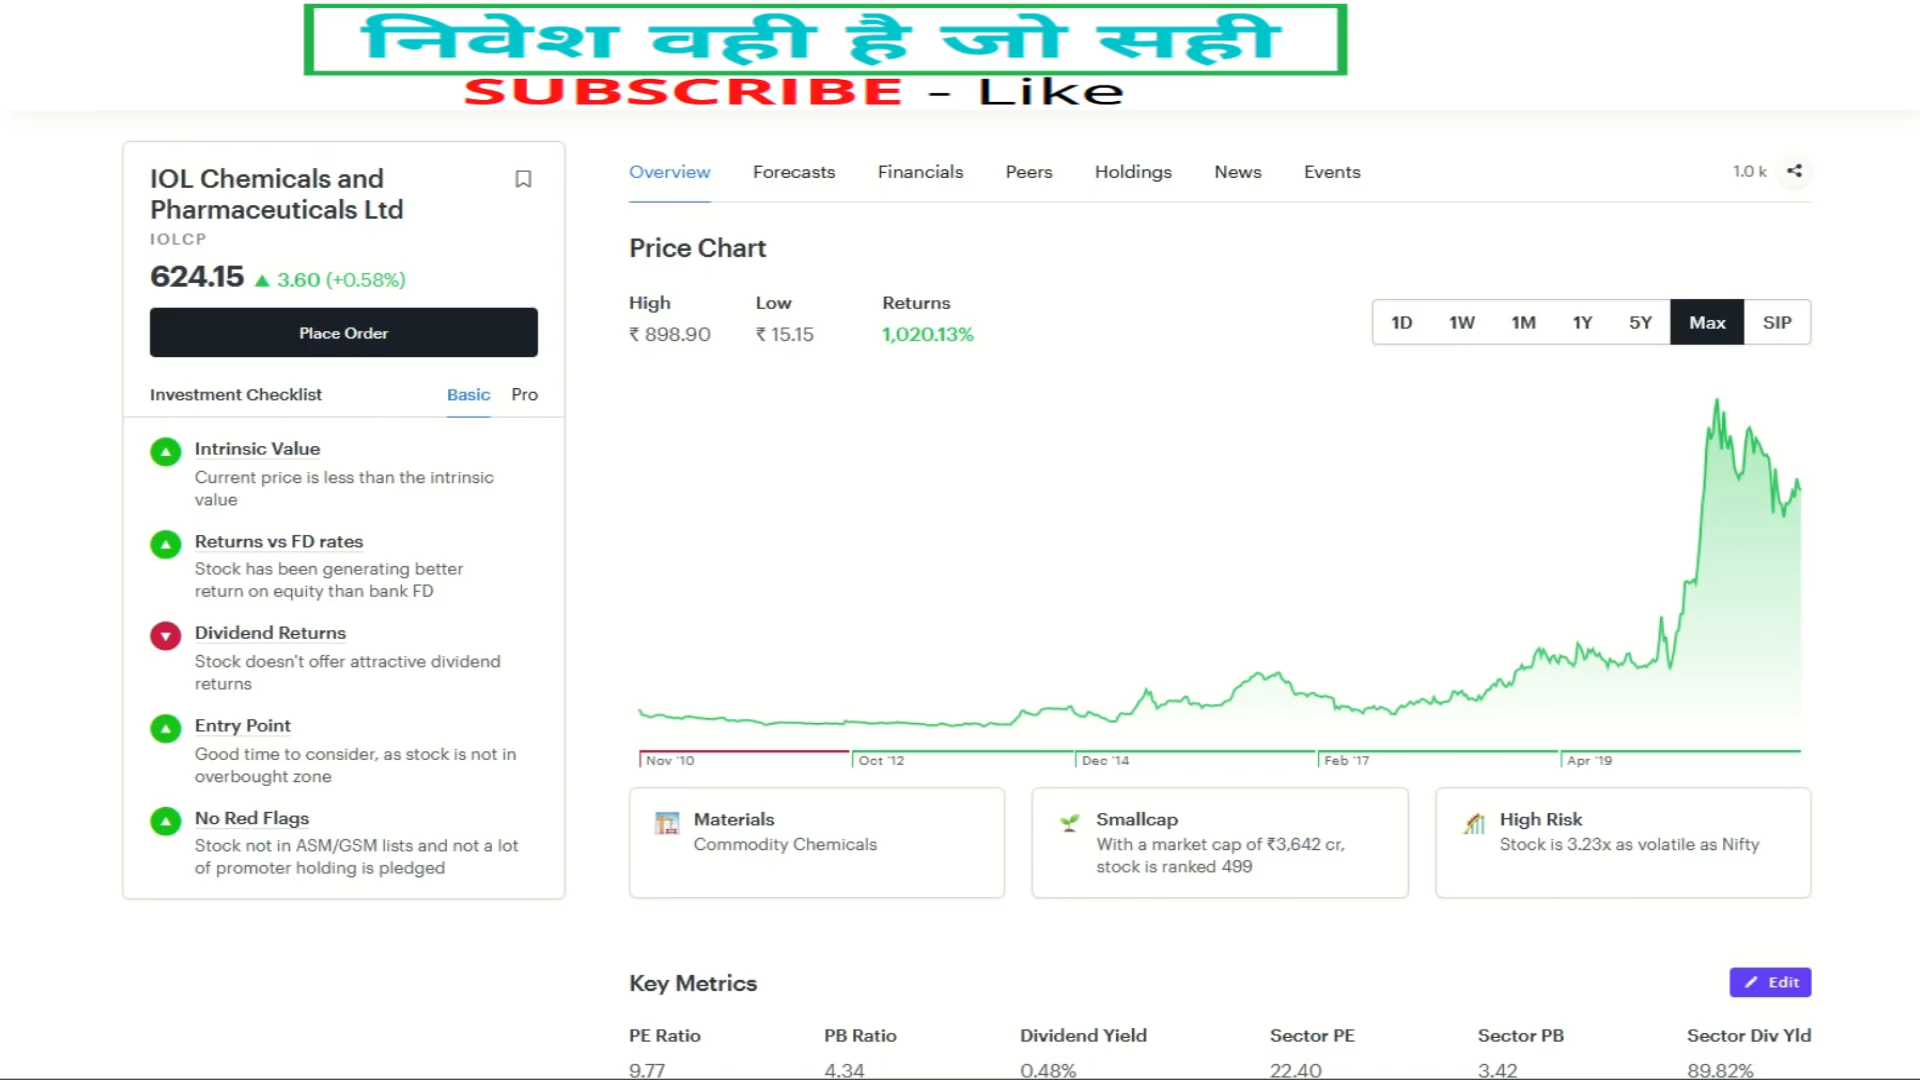 निवेश वही है जो सही
SUBSCRIBE - Like
IOL Chemicals and
Pharmaceuticals Ltd
IOLCP
624.15 ▲ 3.60 (+0.58%)
Place Order
Investment Checklist Basic Pro
Intrinsic Value
Current price is less than the intrinsic
value
Returns vs FD rates
Stock has been generating better
return on equity than bank FD
Dividend Returns
Stock doesn't offer attractive dividend
returns
Entry Point
Good time to consider, as stock is not in
overbought zone
No Red Flags
Stock not in ASM/GSM lists and not a lot
of promoter holding is pledged
Overview Forecasts Financials Peers Holdings News Events 1.0 k
Price Chart
High Low Returns
₹ 898.90 ₹ 15.15 1,020.13%
1D 1W 1M 1Y 5Y Max SIP
Nov '10 Oct '12 Dec '14 Feb '17 Apr '19
Materials
Commodity Chemicals
Smallcap
With a market cap of ₹3,642 cr,
stock is ranked 499
High Risk
Stock is 3.23x as volatile as Nifty
Key Metrics Edit
PE Ratio PB Ratio Dividend Yield Sector PE Sector PB Sector Div Yld
9.77 4.34 0.48% 22.40 3.42 89.82%